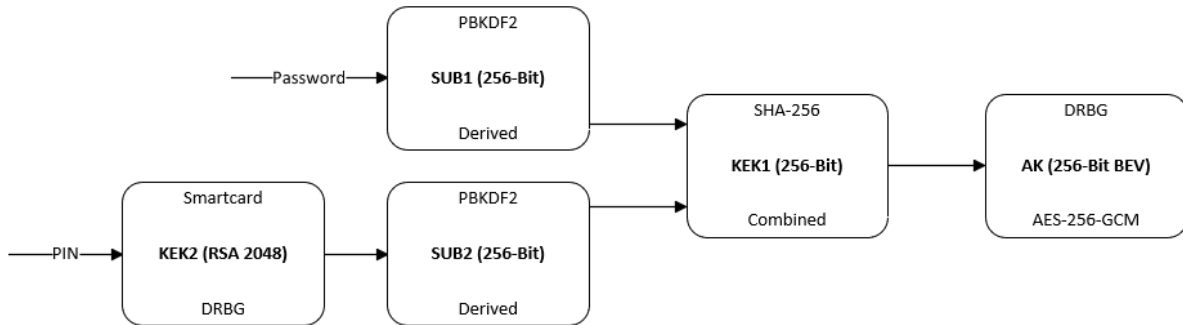 Password
PBKDF2
SUB1 (256-Bit)
Derived
PIN
Smartcard
KEK2 (RSA 2048)
DRBG
PBKDF2
SUB2 (256-Bit)
Derived
SHA-256
KEK1 (256-Bit)
Combined
DRBG
AK (256-Bit BEV)
AES-256-GCM